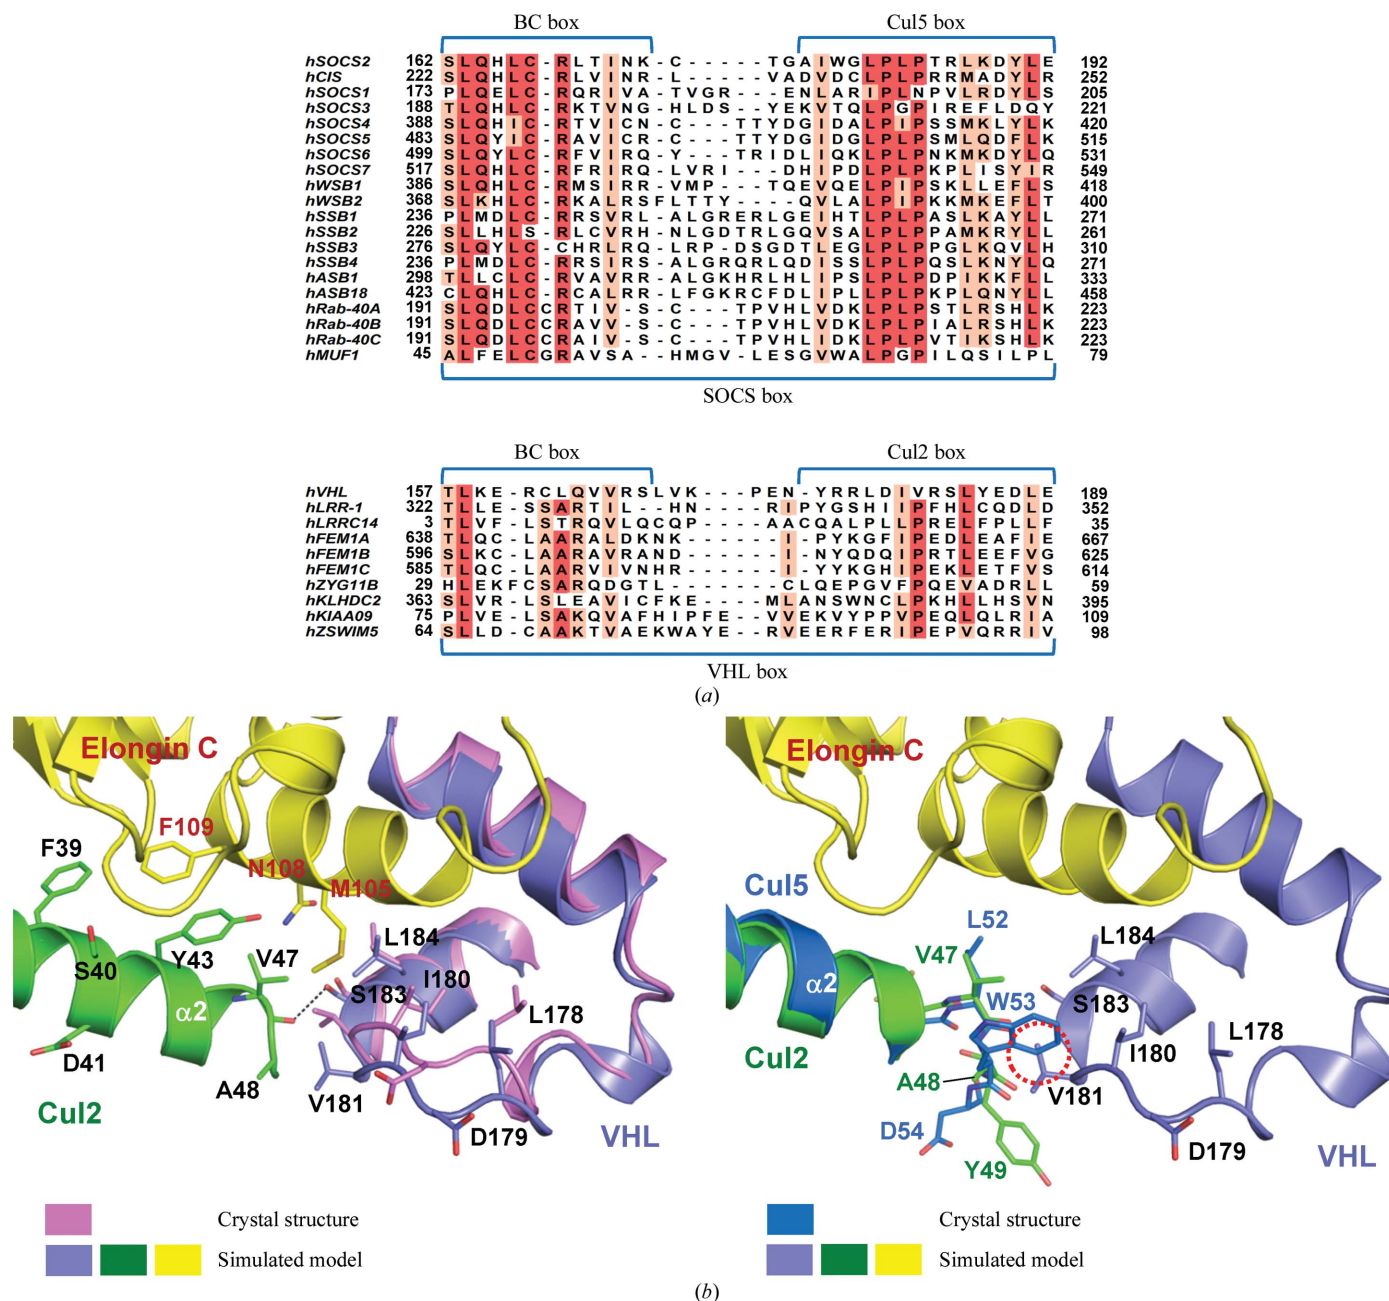 BC box Cul5 box
hSOCS2 162 SLQHLC-RLTINK-C-----TGAIWGLPLPTRLKDYLE 192
hCIS 222 SLQHLC-RLVINR-L-----VADVDCLPLPRRMADYLR 252
hSOCS1 173 PLQELC-RQRIVA-TVGR---ENLARIPLNPVLRDYLS 205
hSOCS3 188 TLQHLC-RKTVNG-HLDS-YEKVTQLPGPIREFLDQY 221
hSOCS4 388 SLQHIC-RTVICN-C---TTYDGIDALPIPSSMKLYLK 420
hSOCS5 483 SLQYIC-RAVICR-C---TTYDGIDGLPLPSMLQDFLK 515
hSOCS6 499 SLQYLC-RFVIRQ-Y---TRIDLIQKLPLPNKMKDYLQ 531
hSOCS7 517 SLQHLC-RFRIRQ-LVRI---DHIPDLPLPKPLISYIR 549
hWSB1 386 SLQHLC-RMSIRR-VMP---TQEVQELPIPSKLLEFLS 418
hWSB2 368 SLKHLC-RKALRSFLTTY----QVLALPIPKKMKEFLT 400
hSSB1 236 PLMDLC-RRSVRL-ALGRERLGEIHTLPLPASLKAYLL 271
hSSB2 226 SLLHLS-RLCVRH-NLGDTRLGQVSALPLPPAMKRYLL 261
hSSB3 276 SLQYLC-CHRLRQ-LRP-DSGDTLEGLPLPPGLKQVLH 310
hSSB4 236 PLMDLC-RRSIRS-ALGRQRLQDISSLPLPQSLKNYLQ 271
hASB1 298 TLLCLC-RVAVRR-ALGKHRLHLIPSLPLPDPIKKFLL 333
hASB18 423 CLQHLC-RCALRR-LFGKRCFDLIPLLPLPKPLQNYLL 458
hRab-40A 191 SLQDLCCRTIV-S-C---TPVHLVDKLPLPSTLRSHLK 223
hRab-40B 191 SLQDLCCRAVV-S-C---TPVHLVDKLPLPIALRSHLK 223
hRab-40C 191 SLQDLCCRAIV-S-C---TPVHLVDKLPLPVTIKSHLK 223
hMUF1 45 ALFELCGRAVSA--HMGV-LESGVWALPGPILQSILPL 79
SOCS box
BC box Cul2 box
hVHL 157 TLKE-RCLQVVRSLVK---PEN-YRRLDIVRSLYEDLE 189
hLRR-1 322 TLLE-SSARTIL--HN---RIPYGSHIIPFHLCQDLD 352
hLRRC14 3 TLVF-LSTRQVLQCQP---AACQALPLLPRELFPLLF 35
hFEM1A 638 TLQC-LAARALDKNK-----I-PYKGFIPEDLEAFIE 667
hFEM1B 596 SLKC-LAARAVRAND-----I-NYQDQIPRTLEEFVG 625
hFEM1C 585 TLQC-LAARVIVNHR-----I-YYKGHIPEKLETFVS 614
hZYG11B 29 HLEKFCSARQDGTL------CLQEPGVFPQEVADRLL 59
hKLHDC2 363 SLVR-LSLEAVICFKE----MLANSWNCLPKHLLHSVN 395
hKIAA09 75 PLVE-LSAKQVAFHIPFE--VVEKVYPPVPEQLQLRIA 109
hZSWIM5 64 SLLD-CAAKTVAEKWAYE--RVEERFERIPEPVQRRIV 98
VHL box
(a)
Elongin C
F109
F39
N108
M105
L184
V47
I180
S40
Y43
S183
L178
α2
D41
A48
V181
Cul2
D179
VHL
Crystal structure
Simulated model
Elongin C
Cul5
L52
L184
V47
S183
α2
W53
L178
Cul2
I180
A48
V181
D54
D179
Y49
VHL
Crystal structure
Simulated model
(b)